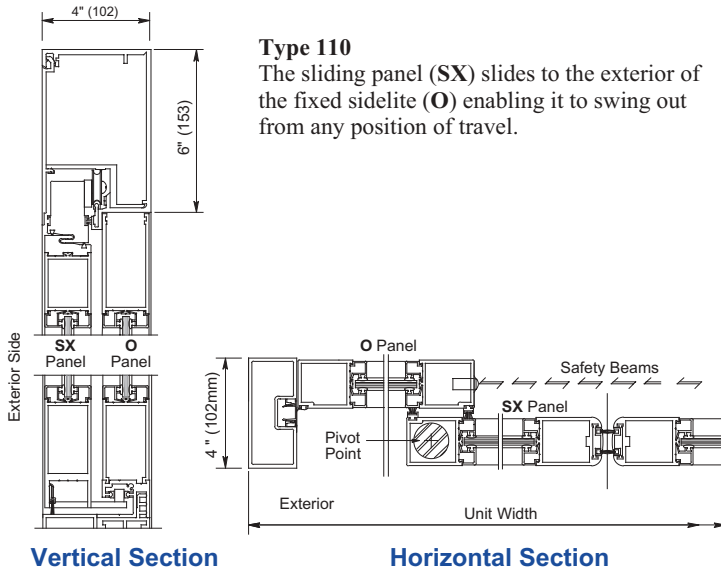 4" (102)
6" (153)
Type 110
The sliding panel (SX) slides to the exterior of
the fixed sidelite (O) enabling it to swing out
from any position of travel.
Exterior Side
SX
Panel
O
Panel
O Panel
Safety Beams
SX Panel
4 " (102mm)
Pivot
Point
Exterior
Unit Width
Vertical Section
Horizontal Section